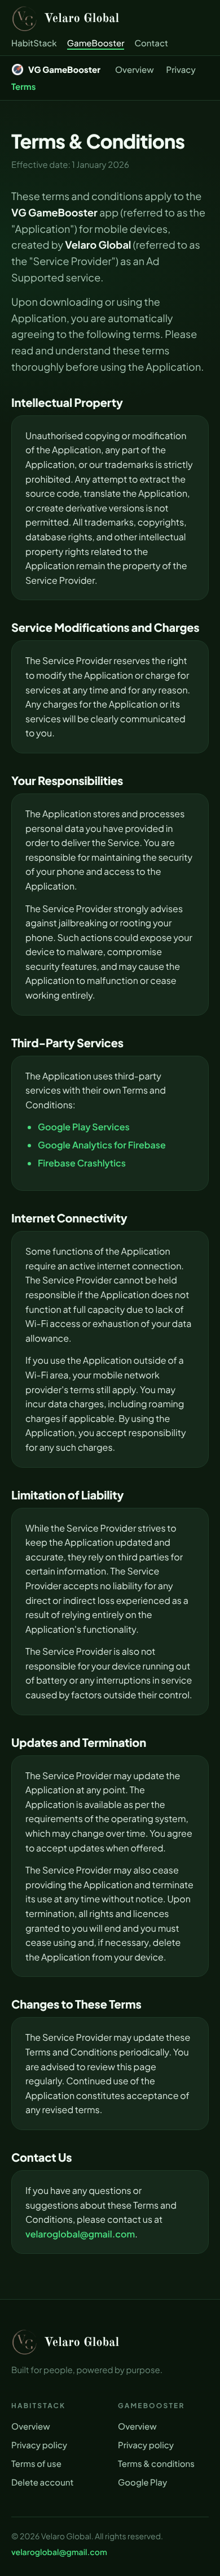 Velaro Global
HabitStack GameBooster Contact
VG GameBooster Overview Privacy
Terms
Terms & Conditions
Effective date: 1 January 2026
These terms and conditions apply to the
VG GameBooster app (referred to as the
"Application") for mobile devices,
created by Velaro Global (referred to as
the "Service Provider") as an Ad
Supported service.
Upon downloading or using the
Application, you are automatically
agreeing to the following terms. Please
read and understand these terms
thoroughly before using the Application.
Intellectual Property
Unauthorised copying or modification
of the Application, any part of the
Application, or our trademarks is strictly
prohibited. Any attempt to extract the
source code, translate the Application,
or create derivative versions is not
permitted. All trademarks, copyrights,
database rights, and other intellectual
property rights related to the
Application remain the property of the
Service Provider.
Service Modifications and Charges
The Service Provider reserves the right
to modify the Application or charge for
services at any time and for any reason.
Any charges for the Application or its
services will be clearly communicated
to you.
Your Responsibilities
The Application stores and processes
personal data you have provided in
order to deliver the Service. You are
responsible for maintaining the security
of your phone and access to the
Application.
The Service Provider strongly advises
against jailbreaking or rooting your
phone. Such actions could expose your
device to malware, compromise
security features, and may cause the
Application to malfunction or cease
working entirely.
Third-Party Services
The Application uses third-party
services with their own Terms and
Conditions:
• Google Play Services
• Google Analytics for Firebase
• Firebase Crashlytics
Internet Connectivity
Some functions of the Application
require an active internet connection.
The Service Provider cannot be held
responsible if the Application does not
function at full capacity due to lack of
Wi-Fi access or exhaustion of your data
allowance.
If you use the Application outside of a
Wi-Fi area, your mobile network
provider's terms still apply. You may
incur data charges, including roaming
charges if applicable. By using the
Application, you accept responsibility
for any such charges.
Limitation of Liability
While the Service Provider strives to
keep the Application updated and
accurate, they rely on third parties for
certain information. The Service
Provider accepts no liability for any
direct or indirect loss experienced as a
result of relying entirely on the
Application's functionality.
The Service Provider is also not
responsible for your device running out
of battery or any interruptions in service
caused by factors outside their control.
Updates and Termination
The Service Provider may update the
Application at any point. The
Application is available as per the
requirements of the operating system,
which may change over time. You agree
to accept updates when offered.
The Service Provider may also cease
providing the Application and terminate
its use at any time without notice. Upon
termination, all rights and licences
granted to you will end and you must
cease using and, if necessary, delete
the Application from your device.
Changes to These Terms
The Service Provider may update these
Terms and Conditions periodically. You
are advised to review this page
regularly. Continued use of the
Application constitutes acceptance of
any revised terms.
Contact Us
If you have any questions or
suggestions about these Terms and
Conditions, please contact us at
velaroglobal@gmail.com.
Velaro Global
Built for people, powered by purpose.
HABITSTACK
Overview
Privacy policy
Terms of use
Delete account
GAMEBOOSTER
Overview
Privacy policy
Terms & conditions
Google Play
© 2026 Velaro Global. All rights reserved.
velaroglobal@gmail.com